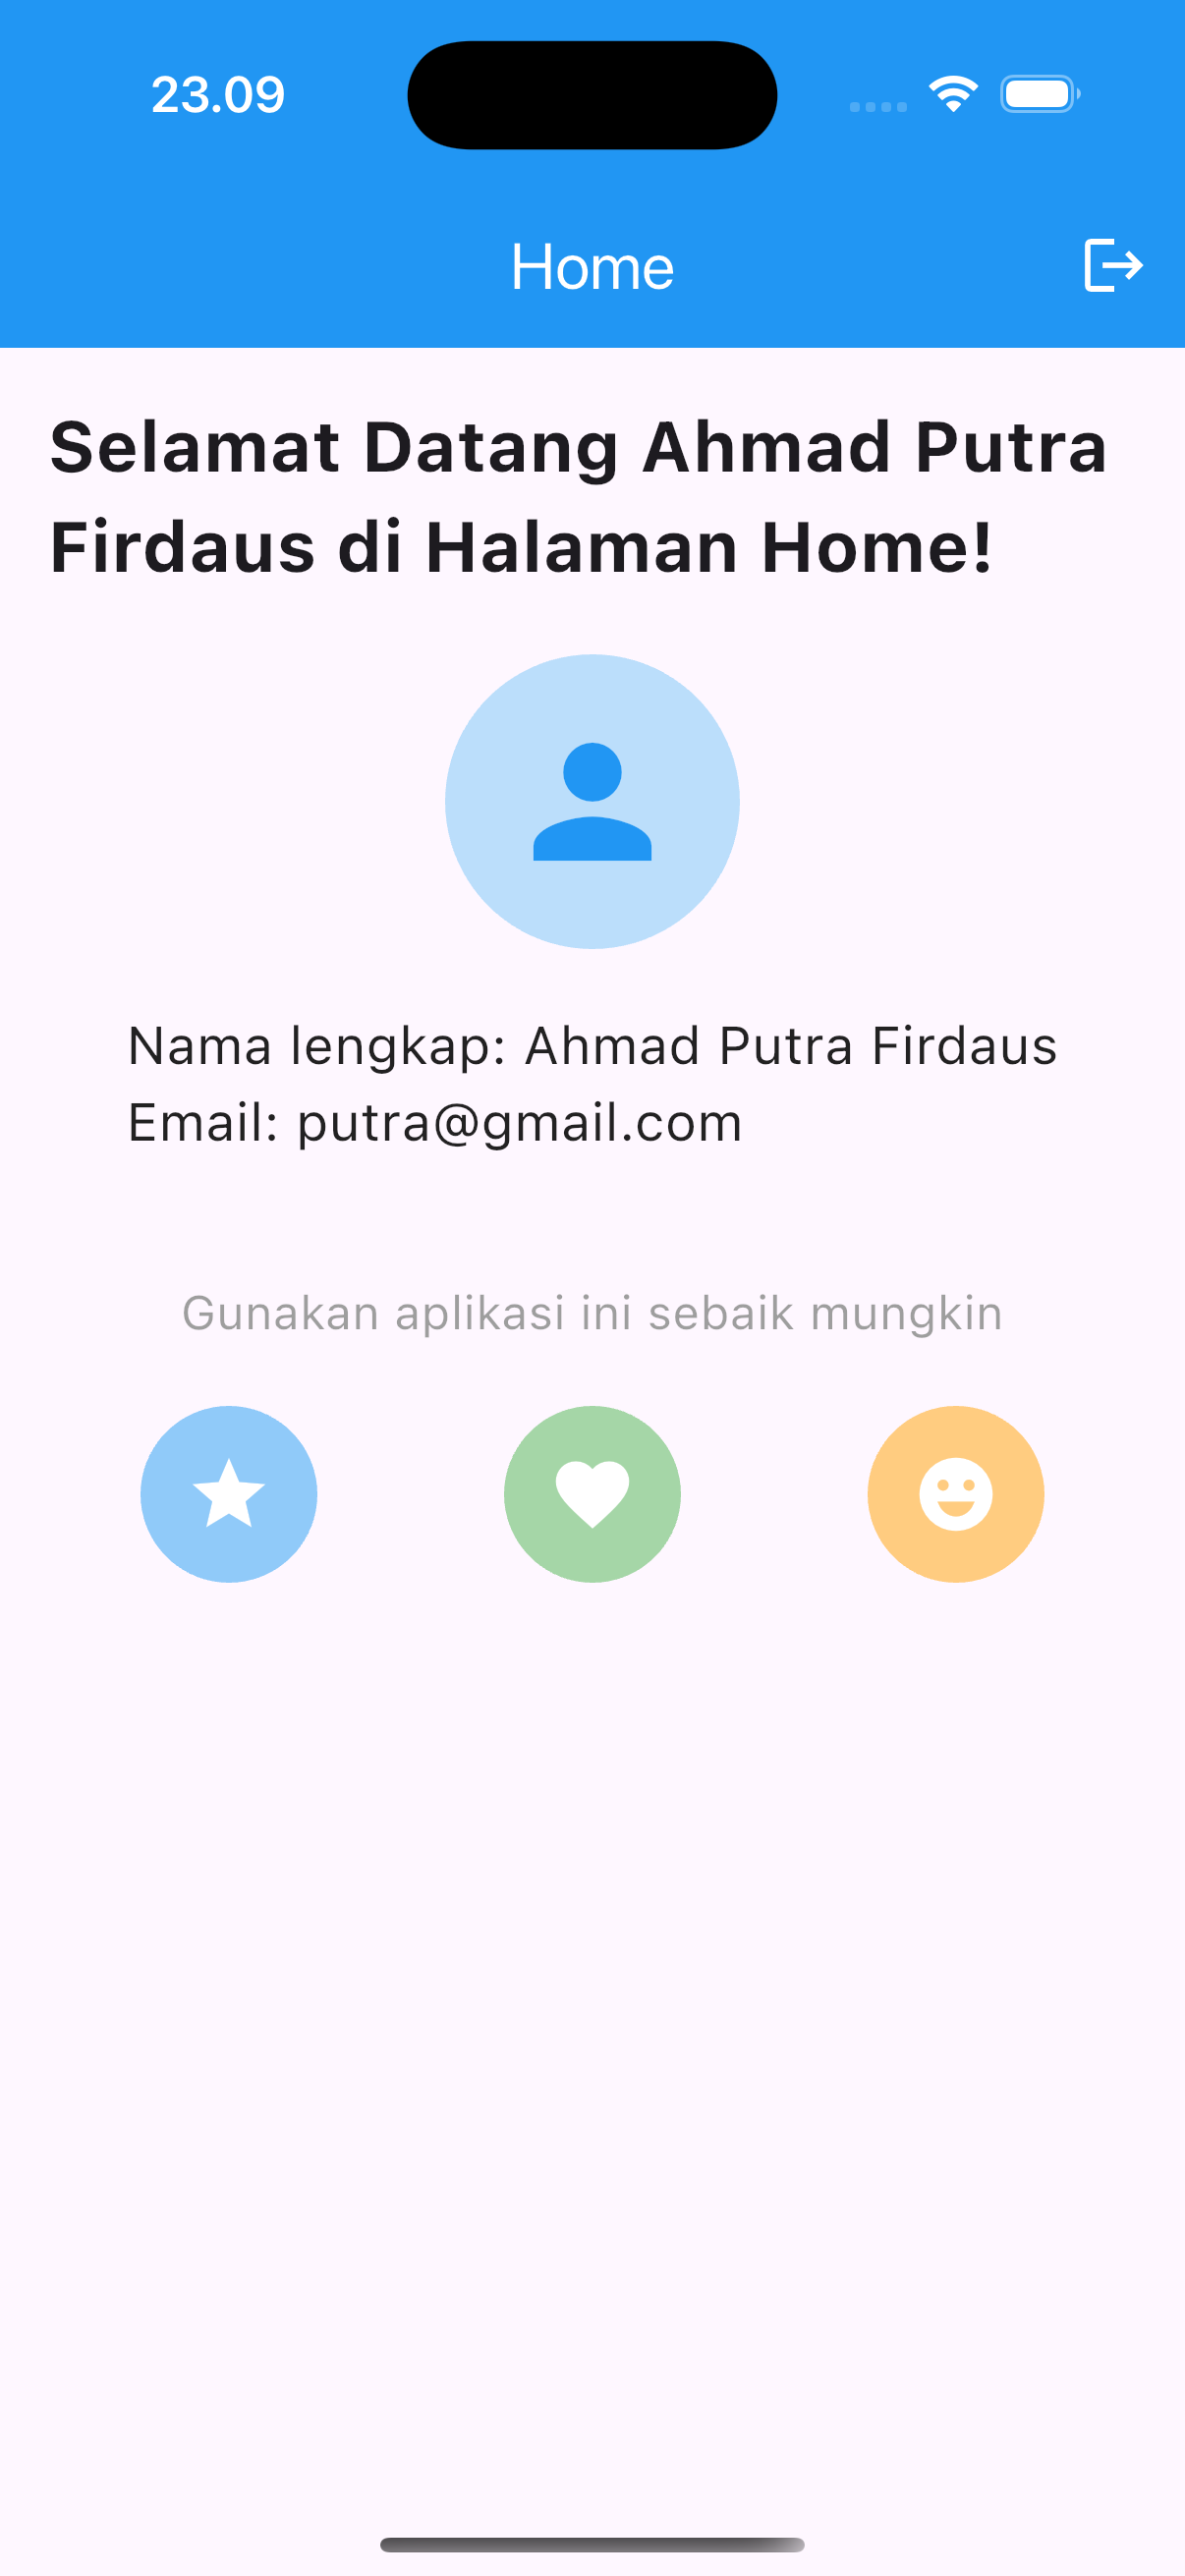 23.09
Home
Selamat Datang Ahmad Putra
Firdaus di Halaman Home!
Nama lengkap: Ahmad Putra Firdaus
Email: putra@gmail.com
Gunakan aplikasi ini sebaik mungkin